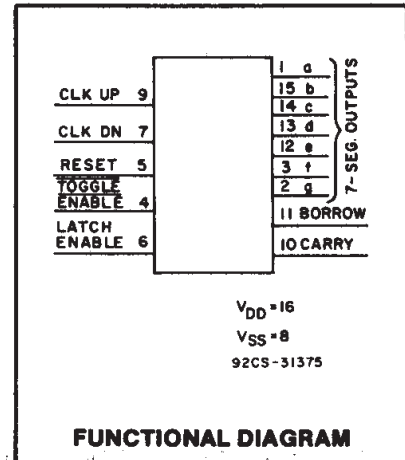 CLK UP 9
CLK DN 7
RESET 5
TOGGLE
ENABLE 4
LATCH
ENABLE 6
1 a
15 b
14 c
13 d
12 e
3 f
2 g
7-SEG. OUTPUTS
11 BORROW
10 CARRY
VDD=16
VSS=8
92CS-31375
FUNCTIONAL DIAGRAM